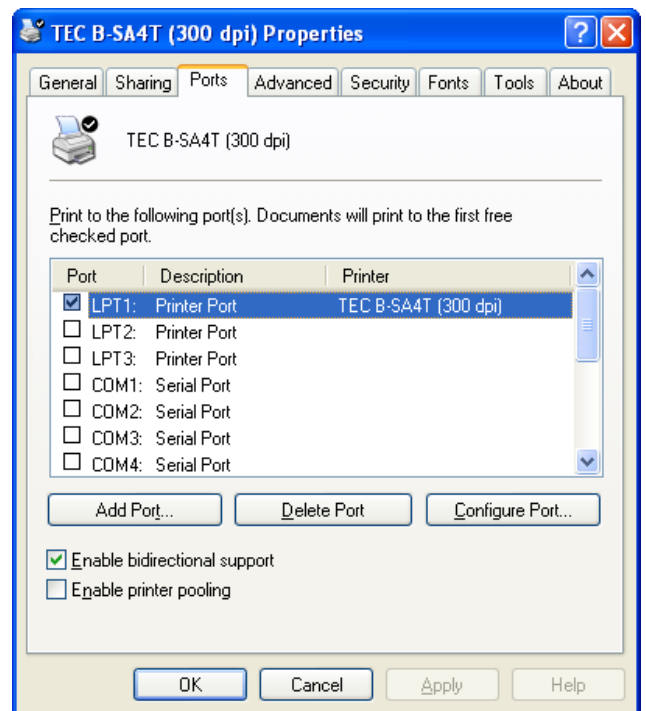 TEC B-SA4T (300 dpi) Properties
General Sharing Ports Advanced Security Fonts Tools About
TEC B-SA4T (300 dpi)
Print to the following port(s). Documents will print to the first free
checked port.
Port Description Printer
LPT1: Printer Port TEC B-SA4T (300 dpi)
LPT2: Printer Port
LPT3: Printer Port
COM1: Serial Port
COM2: Serial Port
COM3: Serial Port
COM4: Serial Port
Add Port... Delete Port Configure Port...
Enable bidirectional support
Enable printer pooling
OK Cancel Apply Help